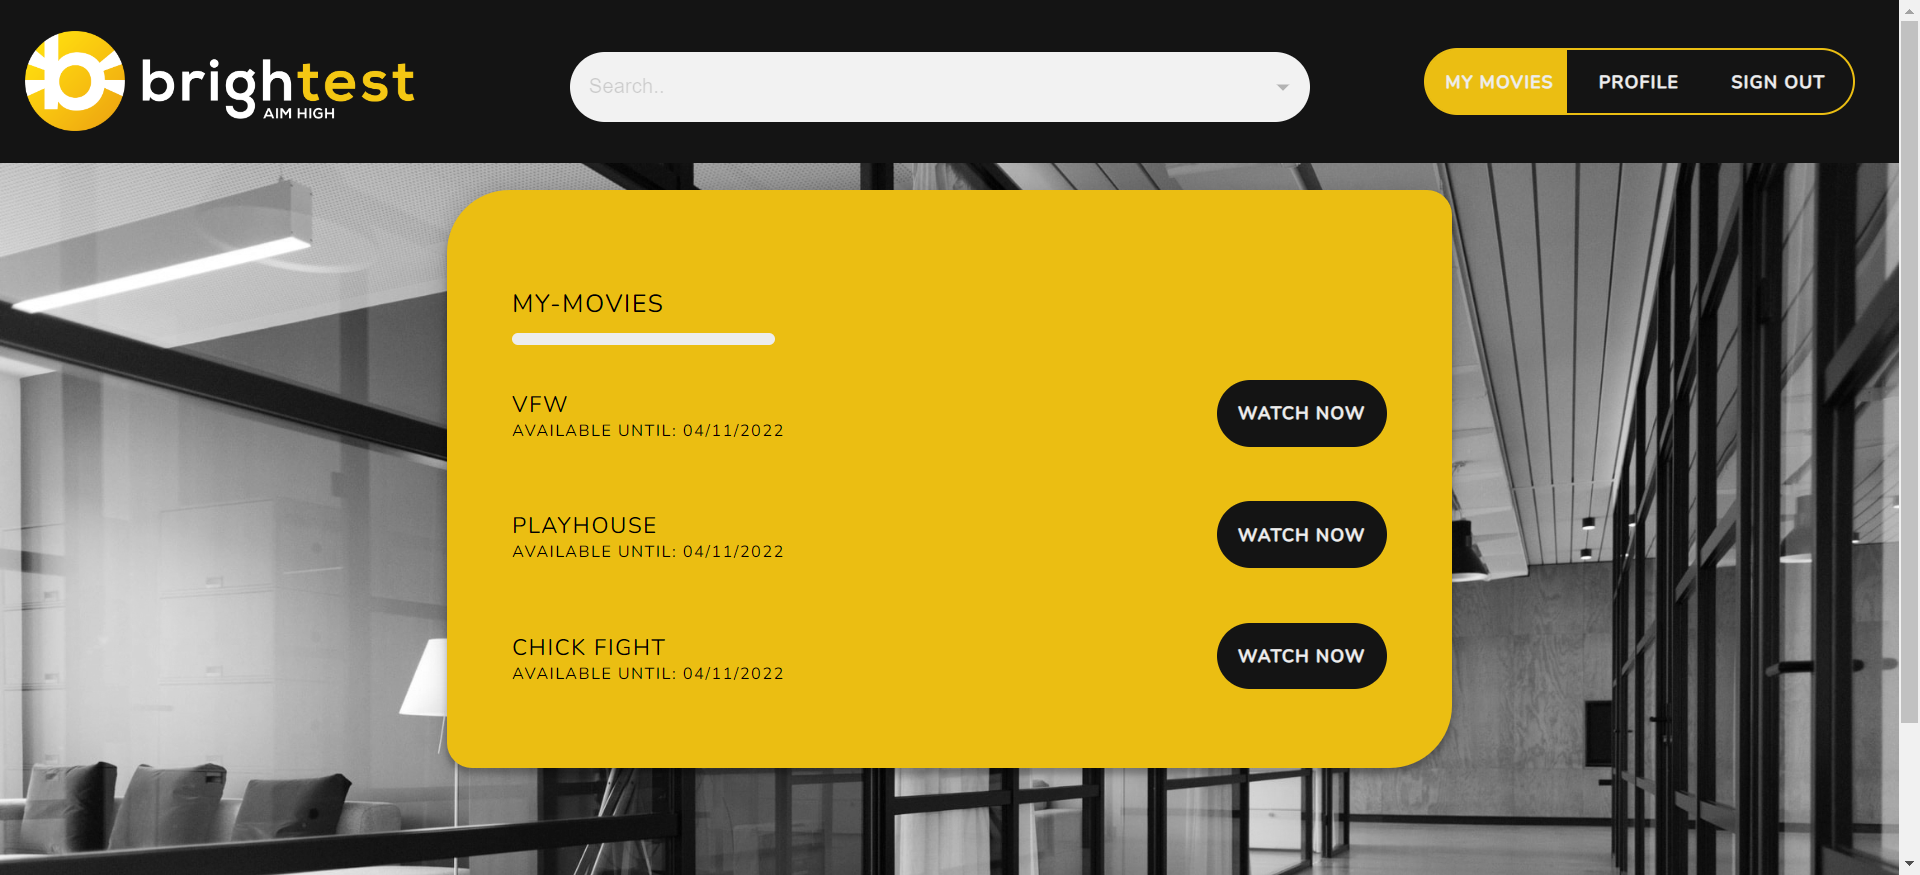 brightest
AIM HIGH
Search..
MY MOVIES
PROFILE
SIGN OUT
MY-MOVIES
VFW
AVAILABLE UNTIL: 04/11/2022
WATCH NOW
PLAYHOUSE
AVAILABLE UNTIL: 04/11/2022
WATCH NOW
CHICK FIGHT
AVAILABLE UNTIL: 04/11/2022
WATCH NOW